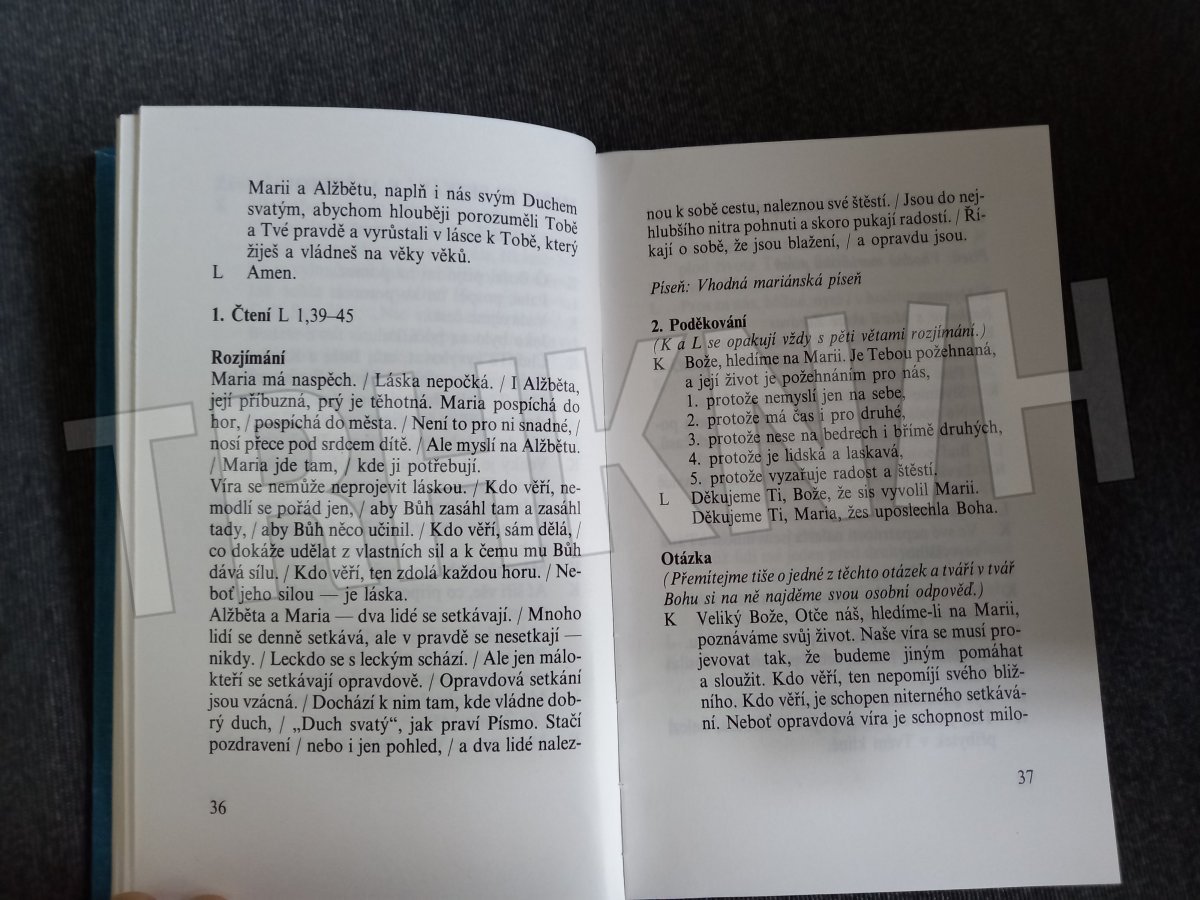 Marii a Alžbětu, naplň i nás svým Duchem
svatým, abychom hlouběji porozuměli Tobě
a Tvé pravdě a vyrůstali v lásce k Tobě, který
žiješ a vládneš na věky věků.
L Amen.
1. Čtení L 1,39–45
Rozjímání
Maria má naspěch. / Láska nepočká. / I Alžběta,
její příbuzná, prý je těhotná. Maria pospíchá do
hor, / pospíchá do města. / Není to pro ni snadné, /
nosí přece pod srdcem dítě. / Ale myslí na Alžbětu.
/ Maria jde tam, / kde ji potřebují.
Víra se nemůže neprojevit láskou. / Kdo věří, ne-
modlí se pořád jen, / aby Bůh zasáhl tam a zasáhl
tady, / aby Bůh něco učinil. / Kdo věří, sám dělá, /
co dokáže udělat z vlastních sil a k čemu mu Bůh
dává sílu. / Kdo věří, ten zdolá každou horu. / Ne-
boť jeho silou — je láska.
Alžběta a Maria — dva lidé se setkávají. / Mnoho
lidí se denně setkává, ale v pravdě se nesetkají —
nikdy. / Leckdo se s leckým schází. / Ale jen málo-
kteří se setkávají opravdově. / Opravdová setkání
jsou vzácná. / Dochází k nim tam, kde vládne dob-
rý duch, / „Duch svatý“, jak praví Písmo. Stačí
pozdravení / nebo i jen pohled, / a dva lidé nalez-
36
nou k sobě cestu, naleznou své štěstí. / Jsou do nej-
hlubšího nitra pohnuti a skoro pukají radostí. / Ří-
kají o sobě, že jsou blažení, / a opravdu jsou.
Píseň: Vhodná mariánská píseň
2. Poděkování
(K a L se opakují vždy s pěti větami rozjímání.)
K Bože, hledíme na Marii. Je Tebou požehnaná,
a její život je požehnáním pro nás,
1. protože nemyslí jen na sebe,
2. protože má čas i pro druhé,
3. protože nese na bedrech i břímě druhých,
4. protože je lidská a laskavá,
5. protože vyzařuje radost a štěstí.
L Děkujeme Ti, Bože, že sis vyvolil Marii.
Děkujeme Ti, Maria, žes uposlechla Boha.
Otázka
(Přemítejme tiše o jedné z těchto otázek a tváří v tvář
Bohu si na ně najděme svou osobní odpověď.)
K Veliký Bože, Otče náš, hledíme-li na Marii,
poznáváme svůj život. Naše víra se musí pro-
jevovat tak, že budeme jiným pomáhat
a sloužit. Kdo věří, ten nepomíjí svého bliž-
ního. Kdo věří, je schopen niterného setkává-
ní. Neboť opravdová víra je schopnost milo-
37
TRHKNIH